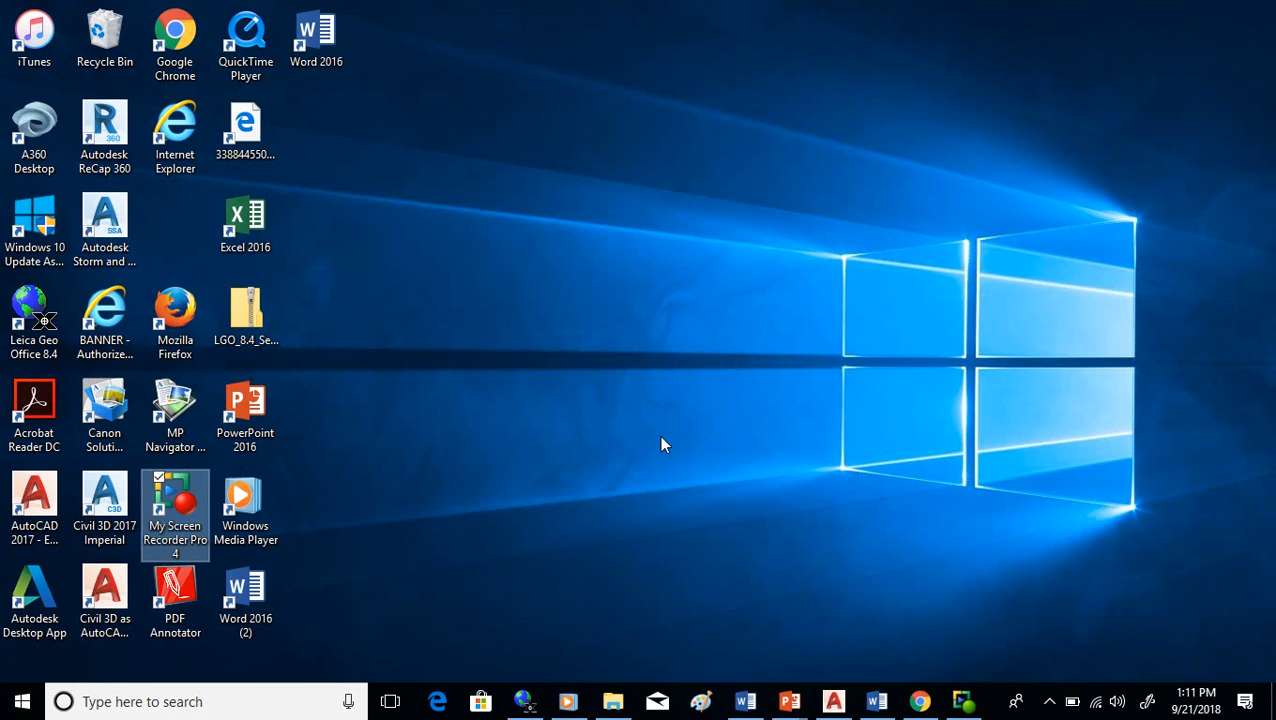 iTunes
Recycle Bin
Google
Chrome
QuickTime
Player
Word 2016
A360
Desktop
Autodesk
ReCap 360
Internet
Explorer
338844550...
Windows 10
Update As...
Autodesk
Storm and ...
Excel 2016
Leica Geo
Office 8.4
BANNER -
Authorize...
Mozilla
Firefox
LGO_8.4_Se...
Acrobat
Reader DC
Canon
Soluti...
MP
Navigator ...
PowerPoint
2016
AutoCAD
2017 - E...
Civil 3D 2017
Imperial
My Screen
Recorder Pro
4
Windows
Media Player
Autodesk
Desktop App
Civil 3D as
AutoCA...
PDF
Annotator
Word 2016
(2)
Type here to search
1:11 PM
9/21/2018